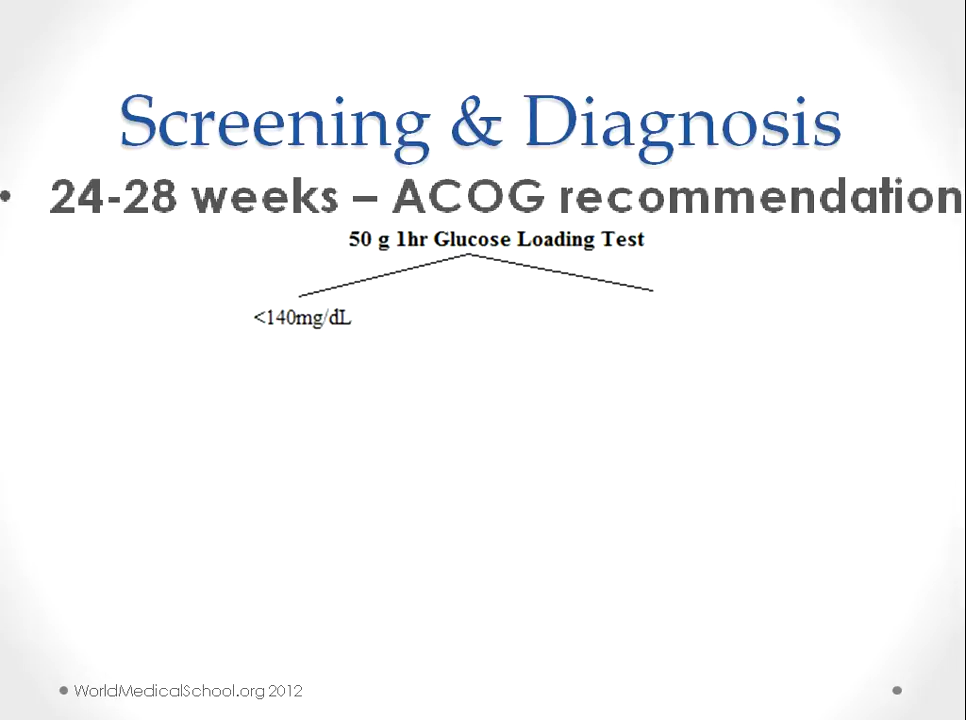 Screening & Diagnosis
• 24-28 weeks – ACOG recommendation
50 g 1hr Glucose Loading Test
<140mg/dL
WorldMedicalSchool.org 2012